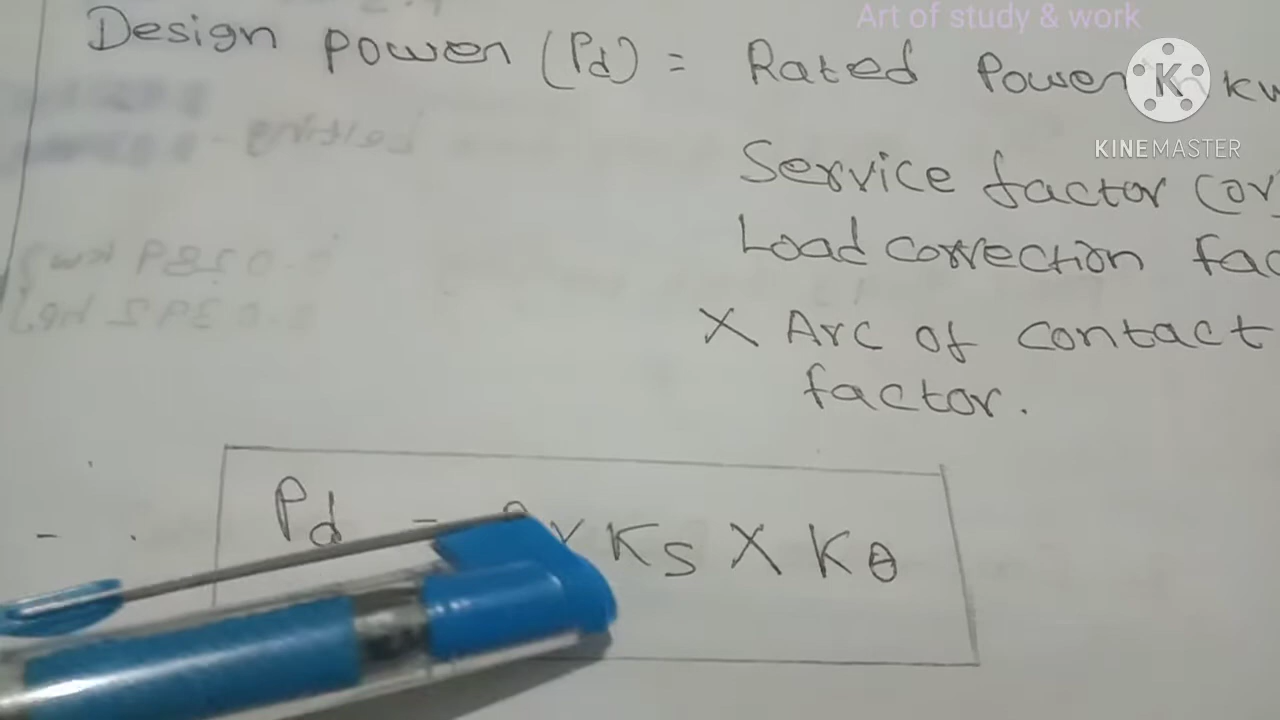 Art of study & work
Design power (Pd) = Rated Power
K
KINEMASTER
Service factor (or)
Load correction
X Arc of contact
factor.
Pd = × Ks X Kθ